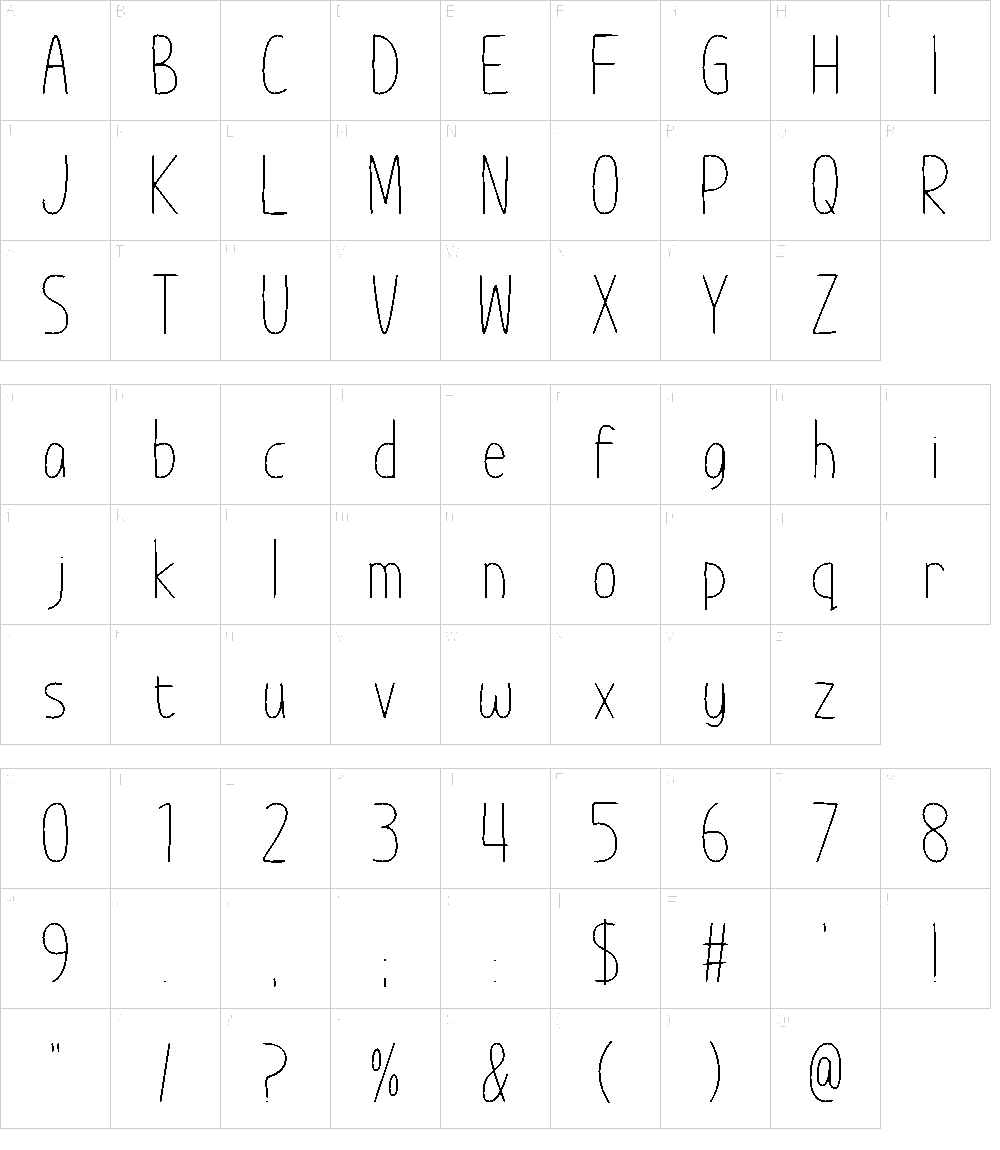 A B C D E F G H I
J K L M N O P Q R
S T U V W X Y Z
a b c d e f g h i
j k l m n o p q r
s t u v w x y z
0 1 2 3 4 5 6 7 8
9 . , ; : $ # ' !
" / ? % & ( ) @